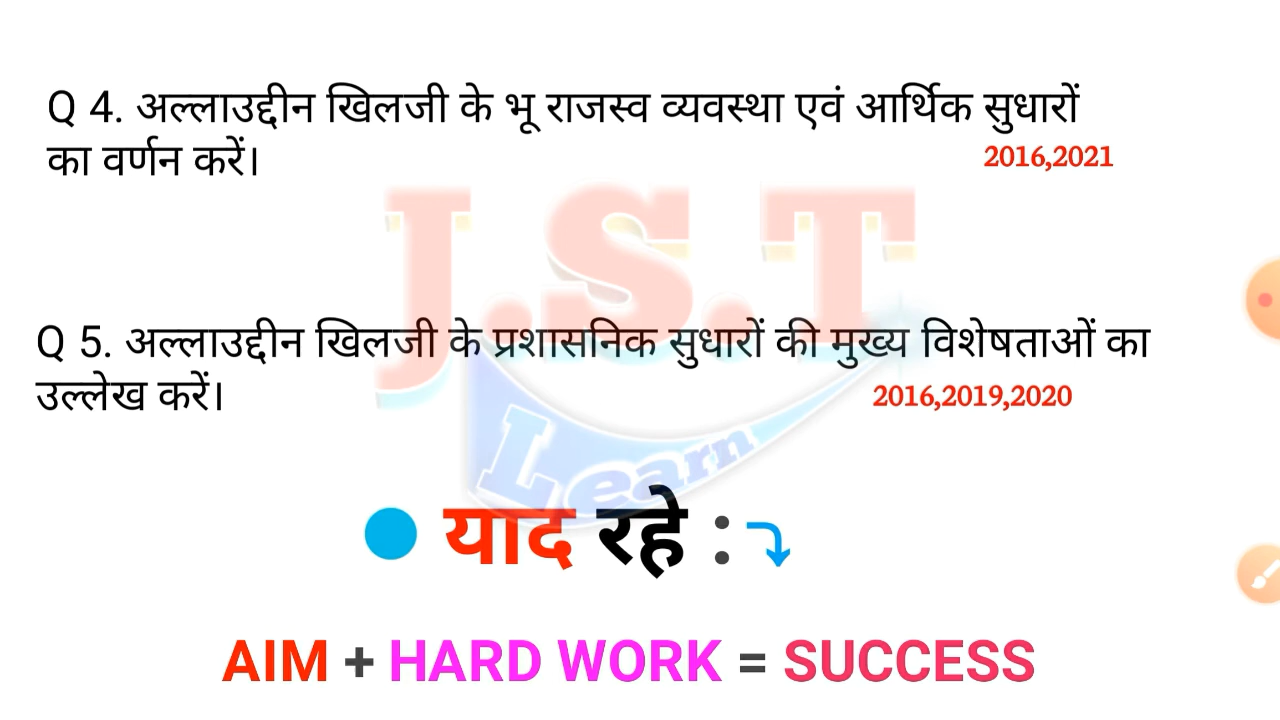 Q 4. अल्लाउद्दीन खिलजी के भू राजस्व व्यवस्था एवं आर्थिक सुधारों
का वर्णन करें।
2016,2021
J.S.T
Q 5. अल्लाउद्दीन खिलजी के प्रशासनिक सुधारों की मुख्य विशेषताओं का
उल्लेख करें।
2016,2019,2020
Learn
याद रहे :
AIM + HARD WORK = SUCCESS